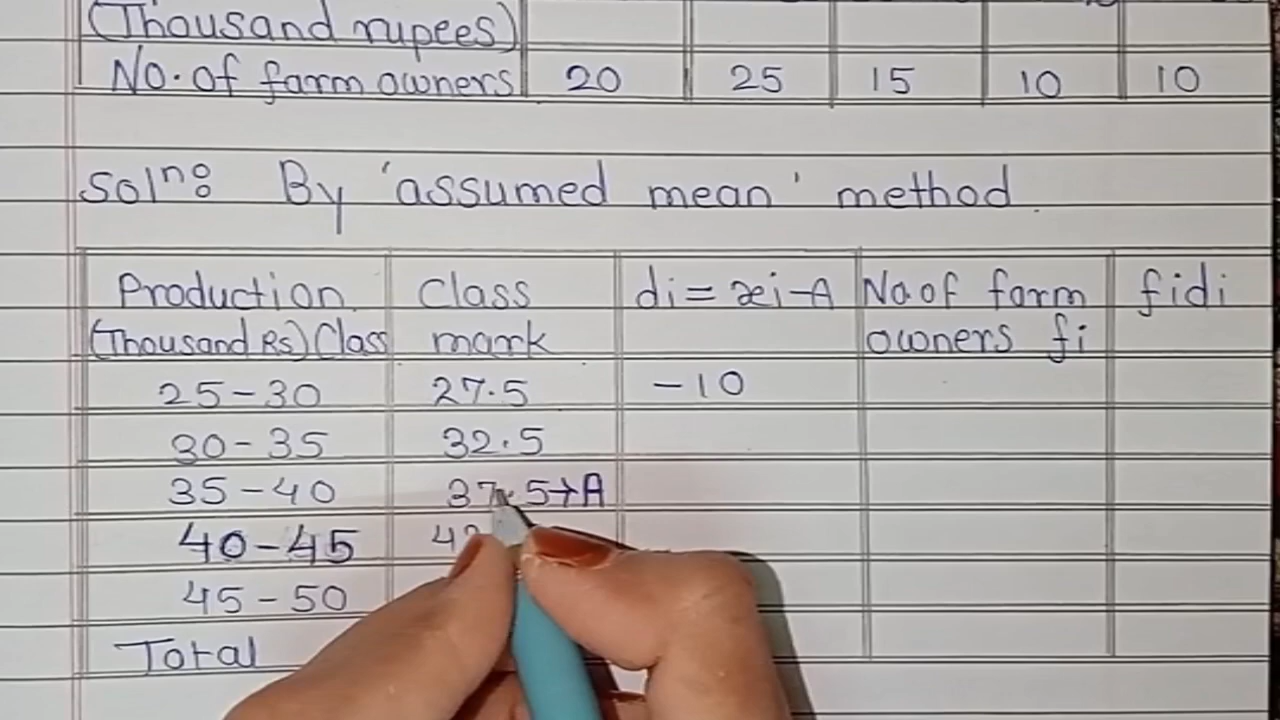 (Thousand rupees)
No. of farm owners 20 25 15 10 10
Solnº: By 'assumed mean' method.
Production Class di = xi-A No of farm fidi
(Thousand Rs) Class mark owners fi
25-30 27.5 -10
30-35 32.5
35-40 37.5→A
40-45
45-50
Total